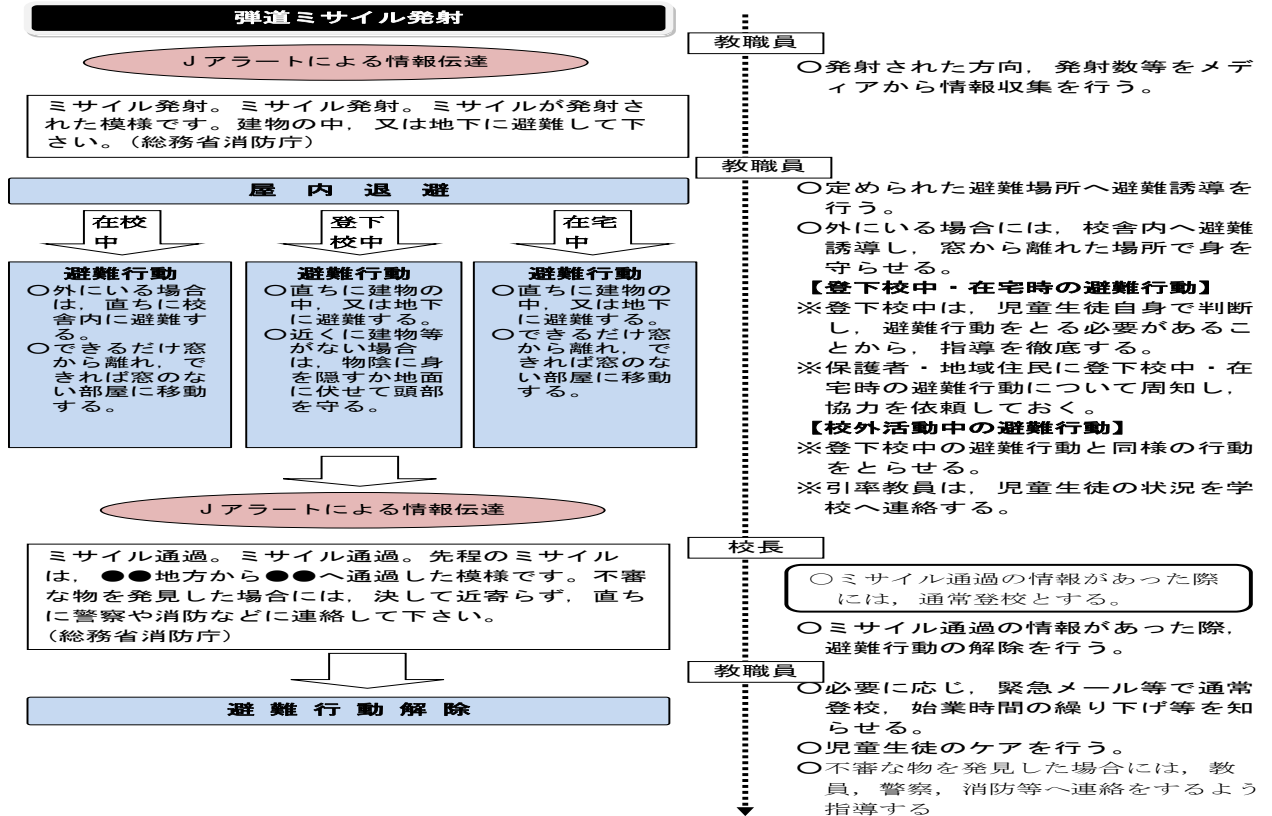 弾道ミサイル発射
Jアラートによる情報伝達
ミサイル発射。ミサイル発射。ミサイルが発射さ
れた模様です。建物の中，又は地下に避難して下
さい。(総務省消防庁)
屋内退避
在校
中
登下
校中
在宅
中
避難行動
○外にいる場合
は，直ちに校
舎内に避難す
る。
○できるだけ窓
から離れ，で
きれば窓のな
い部屋に移動
する。
避難行動
○直ちに建物の
中，又は地下
に避難する。
○近くに建物等
がない場合
は，物陰に身
を隠すか地面
に伏せて頭部
を守る。
避難行動
○直ちに建物の
中，又は地下
に避難する。
○できるだけ窓
から離れ，で
きれば窓のな
い部屋に移動
する。
Jアラートによる情報伝達
ミサイル通過。ミサイル通過。先程のミサイル
は，●●地方から●●へ通過した模様です。不審
な物を発見した場合には，決して近寄らず，直ち
に警察や消防などに連絡して下さい。
(総務省消防庁)
避難行動解除
教職員
○発射された方向，発射数等をメデ
ィアから情報収集を行う。
教職員
○定められた避難場所へ避難誘導を
行う。
○外にいる場合には，校舎内へ避難
誘導し，窓から離れた場所で身を
守らせる。
【登下校中・在宅時の避難行動】
※登下校中は，児童生徒自身で判断
し，避難行動をとる必要があるこ
とから，指導を徹底する。
※保護者・地域住民に登下校中・在
宅時の避難行動について周知し，
協力を依頼しておく。
【校外活動中の避難行動】
※登下校中の避難行動と同様の行動
をとらせる。
※引率教員は，児童生徒の状況を学
校へ連絡する。
校長
○ミサイル通過の情報があった際
には，通常登校とする。
○ミサイル通過の情報があった際，
避難行動の解除を行う。
教職員
○必要に応じ，緊急メール等で通常
登校，始業時間の繰り下げ等を知
らせる。
○児童生徒のケアを行う。
○不審な物を発見した場合には，教
員，警察，消防等へ連絡をするよう
指導する